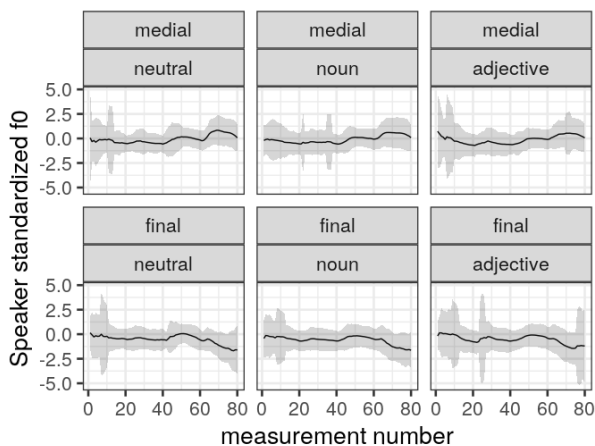 medial medial medial
neutral noun adjective
5.0
2.5
0.0
-2.5
-5.0
final final final
neutral noun adjective
5.0
2.5
0.0
-2.5
-5.0
0 20 40 60 80 0 20 40 60 80 0 20 40 60 80
measurement number
Speaker standardized f0